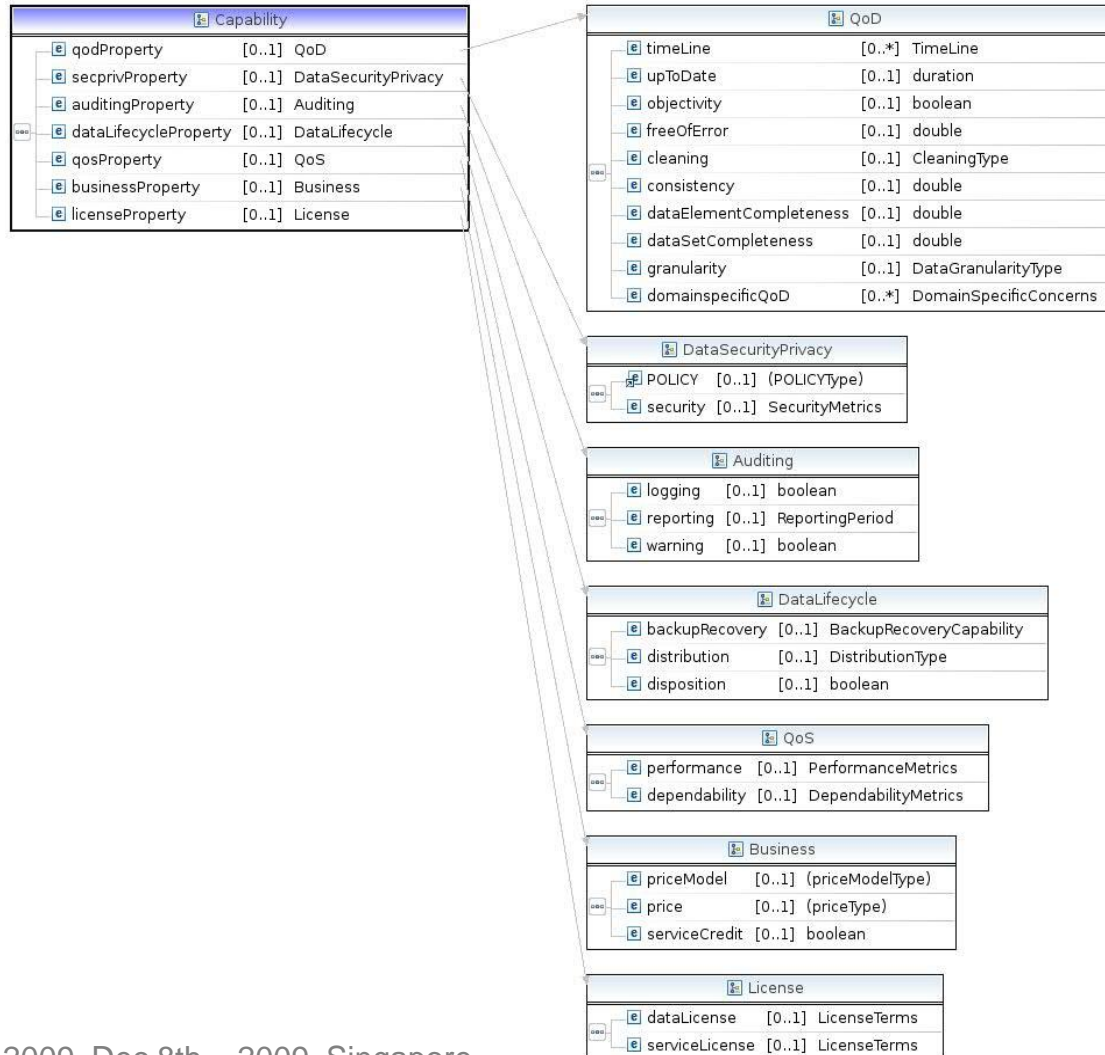 Capability
qodProperty [0..1] QoD
secprivProperty [0..1] DataSecurityPrivacy
auditingProperty [0..1] Auditing
dataLifecycleProperty [0..1] DataLifecycle
qosProperty [0..1] QoS
businessProperty [0..1] Business
licenseProperty [0..1] License
QoD
timeLine [0..*] TimeLine
upToDate [0..1] duration
objectivity [0..1] boolean
freeOfError [0..1] double
cleaning [0..1] CleaningType
consistency [0..1] double
dataElementCompleteness [0..1] double
dataSetCompleteness [0..1] double
granularity [0..1] DataGranularityType
domainspecificQoD [0..*] DomainSpecificConcerns
DataSecurityPrivacy
POLICY [0..1] (POLICYType)
security [0..1] SecurityMetrics
Auditing
logging [0..1] boolean
reporting [0..1] ReportingPeriod
warning [0..1] boolean
DataLifecycle
backupRecovery [0..1] BackupRecoveryCapability
distribution [0..1] DistributionType
disposition [0..1] boolean
QoS
performance [0..1] PerformanceMetrics
dependability [0..1] DependabilityMetrics
Business
priceModel [0..1] (priceModelType)
price [0..1] (priceType)
serviceCredit [0..1] boolean
License
dataLicense [0..1] LicenseTerms
serviceLicense [0..1] LicenseTerms
2009, Dec 8th, 2009, Singapore